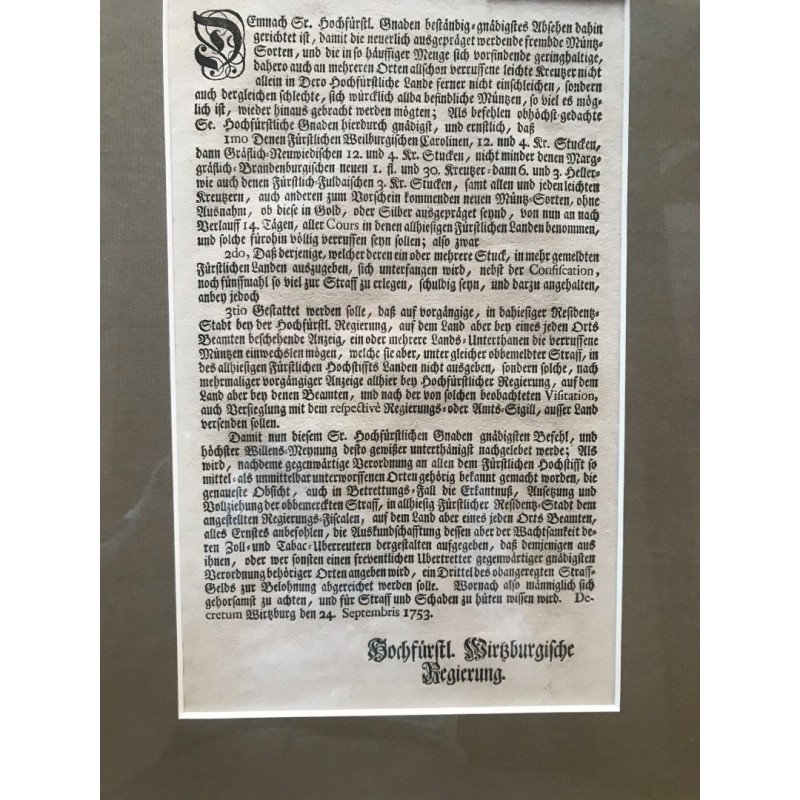 DEmnach Sr. Hochfürstl. Gnaden beständig-gnädigstes Absehen dahin
gerichtet ist, damit die neuerlich ausgepräget werdende frembde Müntz-
Sorten, und die in so häuffiger Menge sich vorfindende geringhaltige,
dahero auch an mehreren Orten allschon verruffene leichte Kreutzer nicht
allein in Dero Hochfürstliche Lande ferner nicht einschleichen, sondern
auch dergleichen schlechte, sich würcklich allda befindliche Müntzen, so viel es mög-
lich ist, wieder hinaus gebracht werden mögten; Als befehlen obhöchst-gedachte
Se. Hochfürstliche Gnaden hierdurch gnädigst, und ernstlich, daß
1mo Denen Fürstlichen Weilburgischen Carolinen, 12. und 4. Kr. Stucken,
dann Gräflich-Neuwiedischen 12. und 4. Kr. Stucken, nicht minder denen Marg-
gräflich-Brandenburgischen neuen 1. fl. und 30. Kreutzer-dann 6. und 3. Heller-
wie auch denen Fürstlich-Fuldaischen 3. Kr. Stucken, samt allen und jeden leichten
Kreutzern, auch anderen zum Vorschein kommenden neuen Müntz-Sorten, ohne
Ausnahm, ob diese in Gold, oder Silber ausgepräget seynd, von nun an nach
Verlauff 14. Tägen, aller Cours in denen allhiesigen Fürstlichen Landen benommen,
und solche fürohin völlig verruffen seyn sollen; also zwar
2do, Daß derjenige, welcher deren ein oder mehrere Stuck, in mehr gemeldten
Fürstlichen Landen auszugeben, sich unterfangen wird, nebst der Confiscation,
noch fünffmahl so viel zur Straff zu erlegen, schuldig seyn, und darzu angehalten,
anbey jedoch
3tio Gestattet werden solle, daß auf vorgängige, in dahiesiger Residentz-
Stadt bey der Hochfürstl. Regierung, auf dem Land aber bey eines jeden Orts
Beamten beschehende Anzeig, ein oder mehrere Lands-Unterthanen die verruffene
Müntzen einwechslen mögen, welche sie aber, unter gleicher obbemeldter Straff, in
des allhiesigen Fürstlichen Hochstiffts Landen nicht ausgeben, sondern solche, nach
mehrmaliger vorgängiger Anzeige allhier bey Hochfürstlicher Regierung, auf dem
Land aber bey denen Beamten, und nach der von solchen beobachteten Visitation,
auch Versieglung mit dem respectivè Regierungs-oder Amts-Sigill, ausser Land
versenden sollen.
Damit nun diesem Sr. Hochfürstlichen Gnaden gnädigsten Befehl, und
höchster Willens-Meynung desto gewißer unterthänigst nachgelebet werde; Als
wird, nachdeme gegenwärtige Verordnung an allen dem Fürstlichen Hochstifft so
mittel-als unmittelbar unterworffenen Orten gehörig bekannt gemacht worden, die
genaueste Obsicht, auch in Betrettungs-Fall die Erkantnuß, Ansetzung und
Vollziehung der obbemerckten Straff, in allhiesig Fürstlicher Residentz-Stadt dem
angestellten Regierungs-Fiscalen, auf dem Land aber eines jeden Orts Beamten,
alles Ernstes anbefohlen, die Auskundschafftung dessen aber der Wachtsamkeit de-
ren Zoll-und Tabac-Uberreutern dergestalten aufgegeben, daß demjenigen aus
ihnen, oder wer sonsten einen freventlichen Ubertretter gegenwärtiger gnädigsten
Verordnung behöriger Orten angeben wird, ein Drittel des obangeregten Straff-
Gelds zur Belohnung abgereichet werden solle. Wornach also männiglich sich
gehorsamst zu achten, und für Straff und Schaden zu hüten wissen wird. De-
cretum Wirtzburg den 24. Septembris 1753.
Hochfürstl. Wirtzburgische
Regierung.